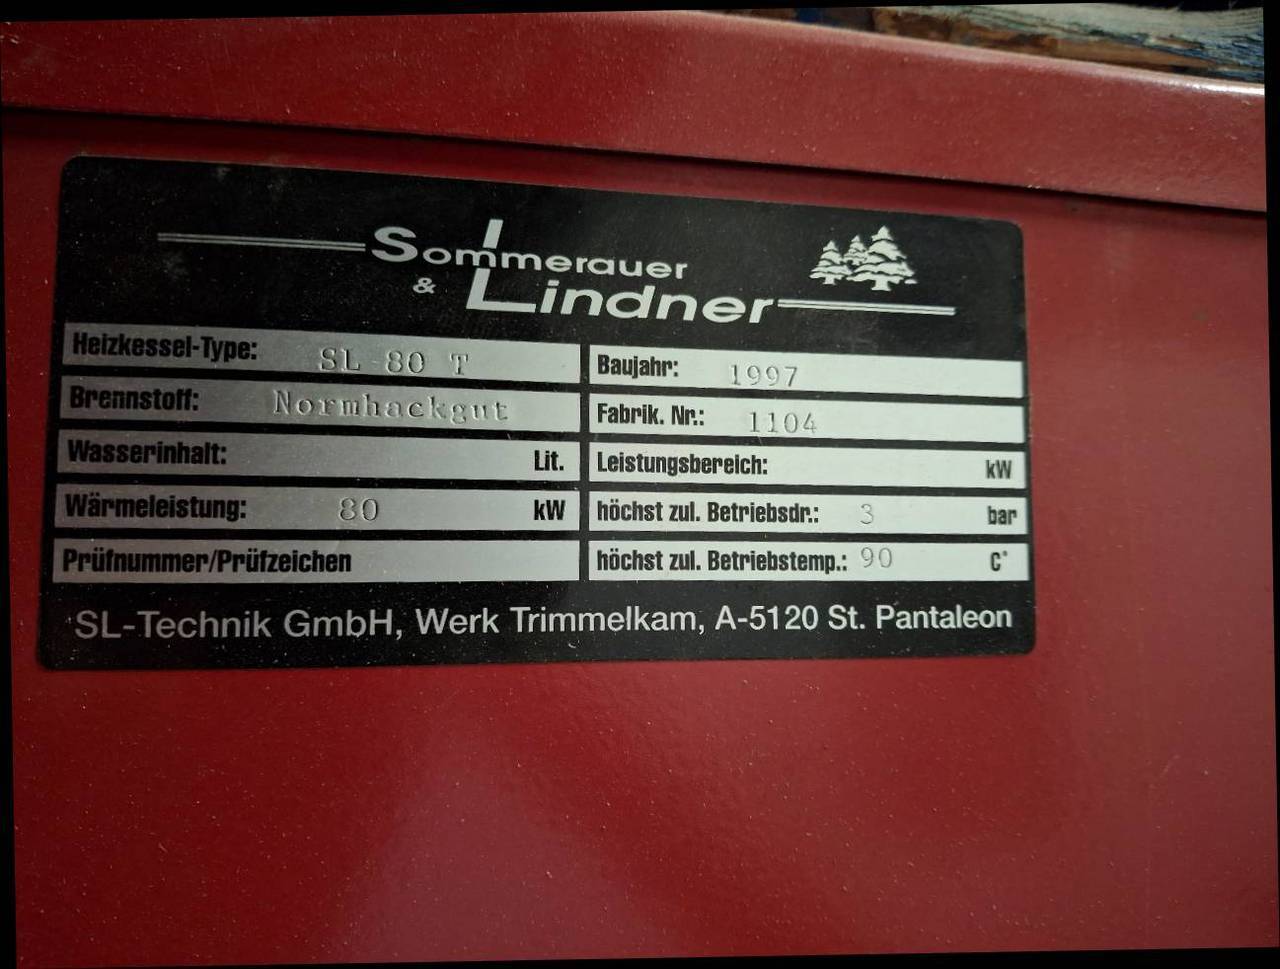 Sommerauer
& Lindner
Heizkessel-Type: SL 80 T
Brennstoff: Normhackgut
Wasserinhalt: Lit.
Wärmeleistung: 80 kW
Prüfnummer/Prüfzeichen
Baujahr: 1997
Fabrik. Nr.: 1104
Leistungsbereich: kW
höchst zul. Betriebsdr.: 3 bar
höchst zul. Betriebstemp.: 90 C°
SL-Technik GmbH, Werk Trimmelkam, A-5120 St. Pantaleon